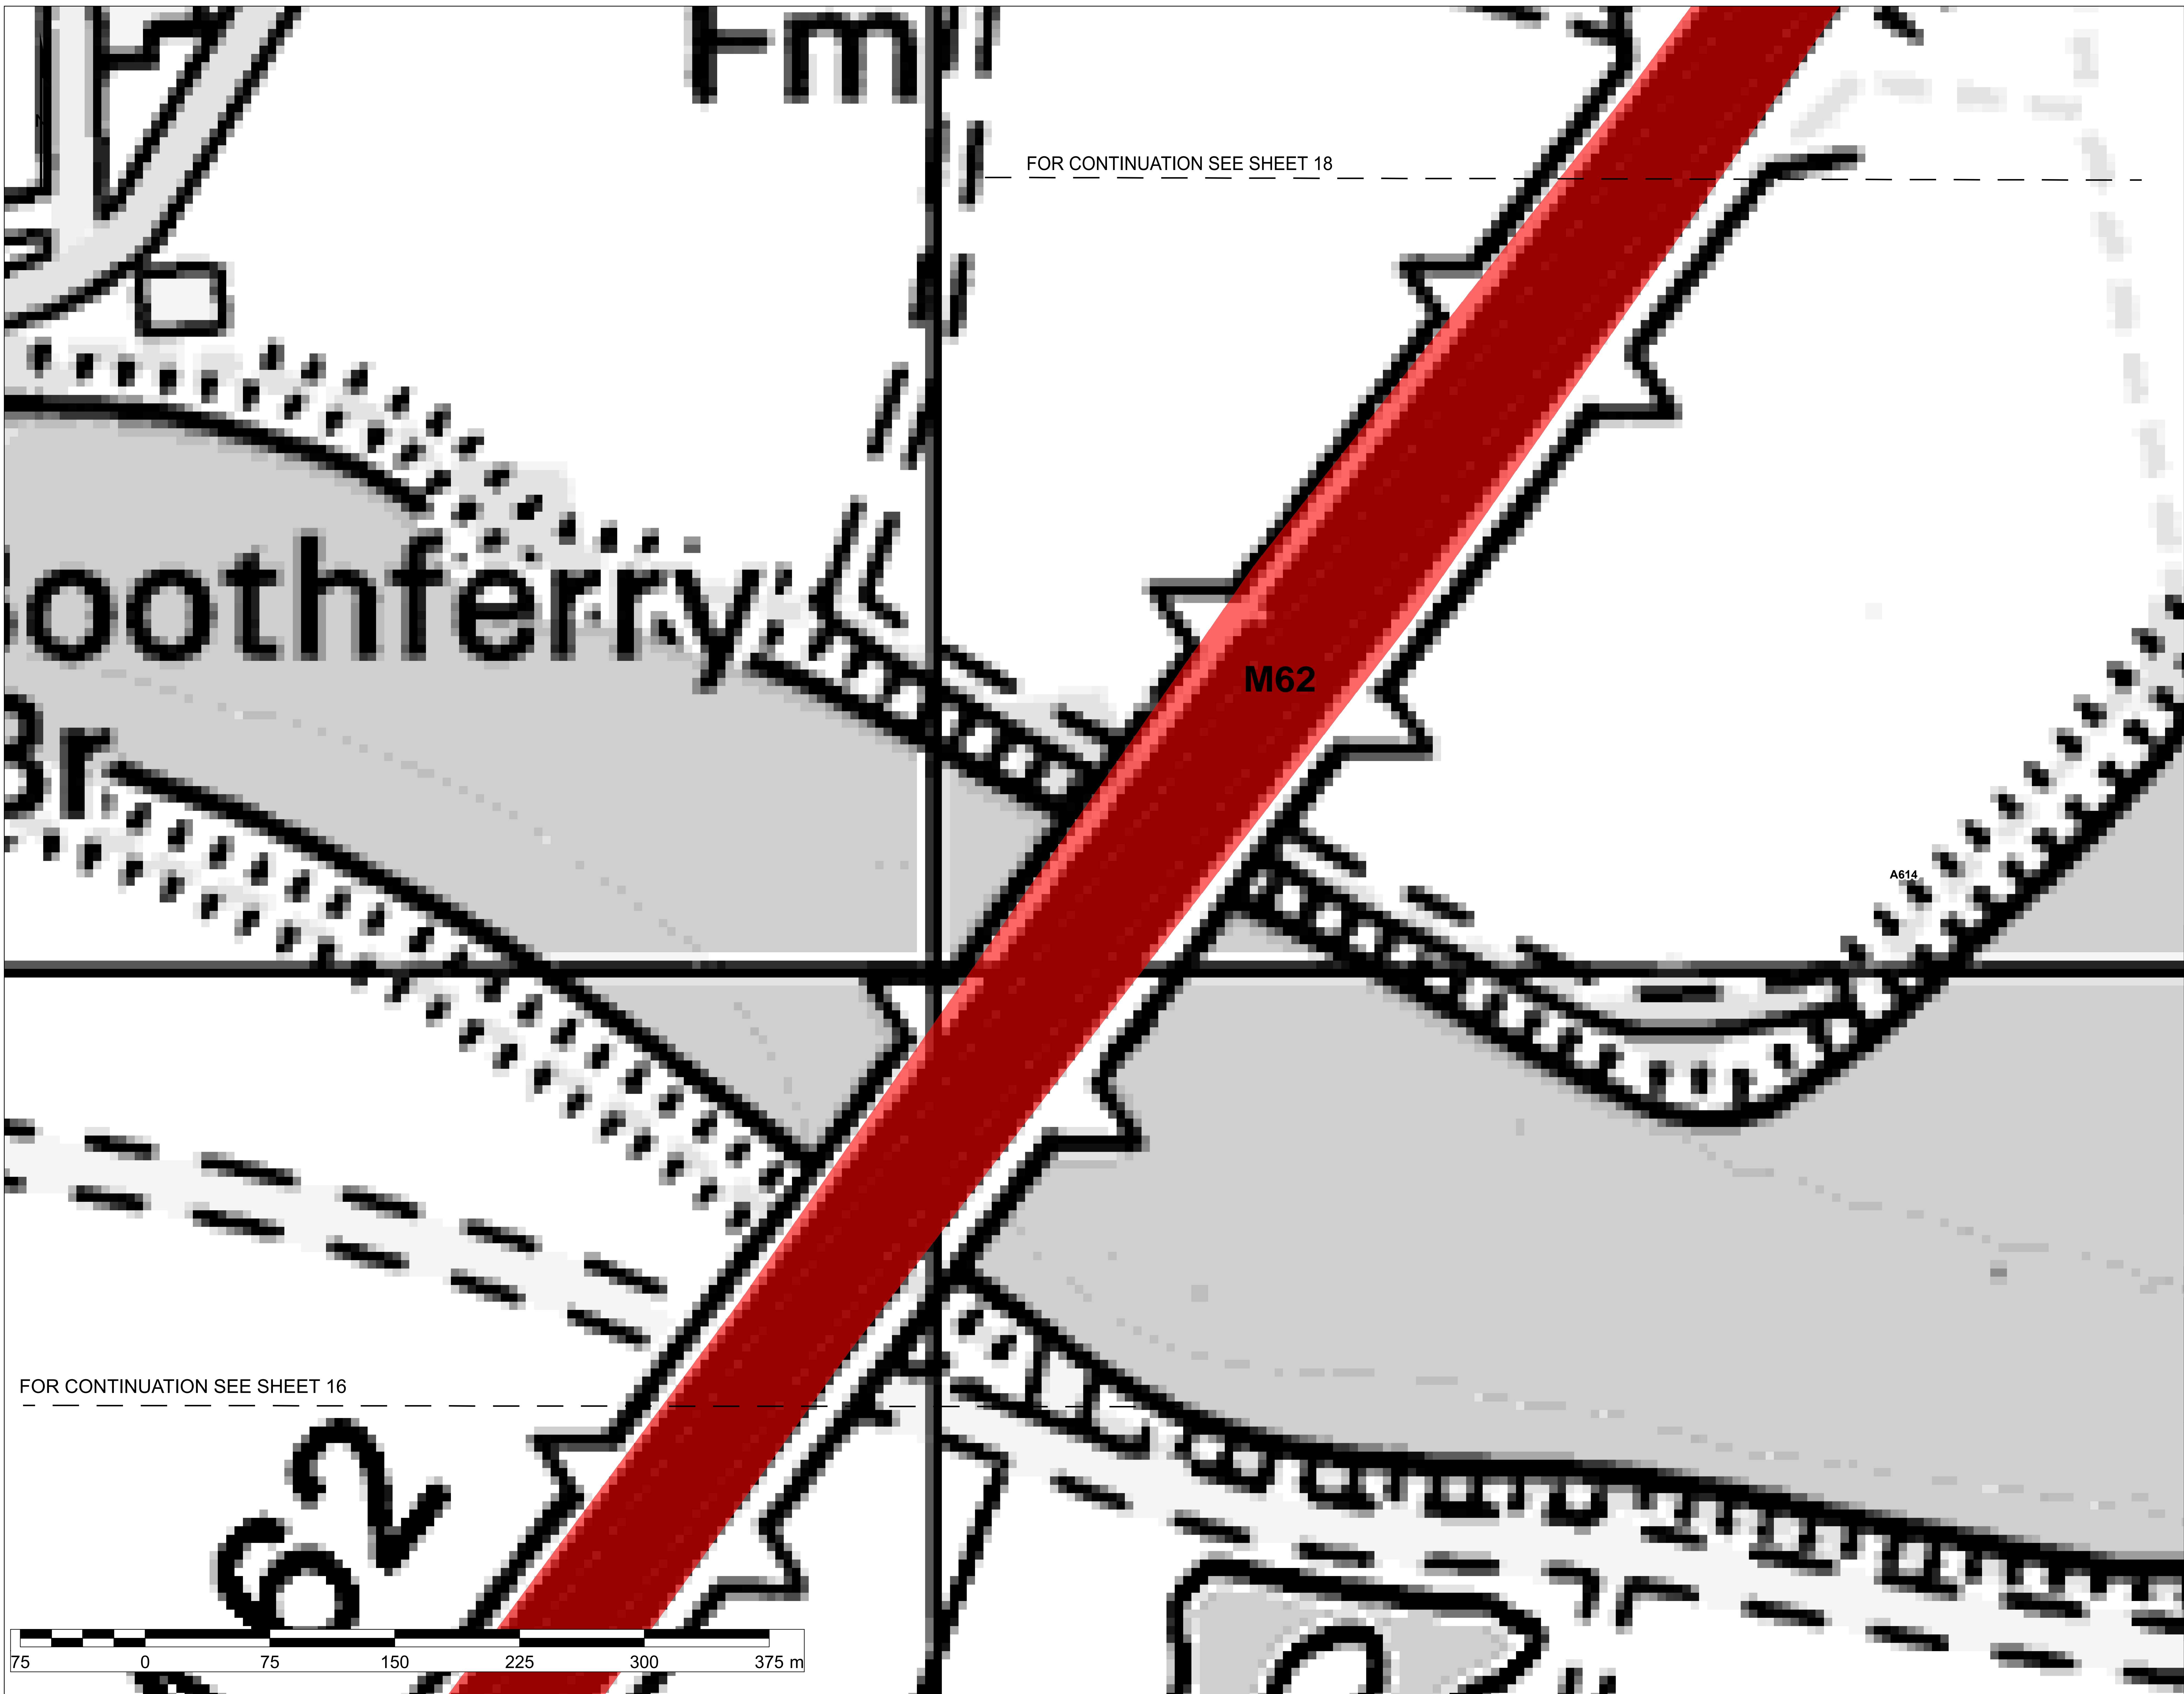 Fm
FOR CONTINUATION SEE SHEET 18
oothferry
M62
Br
A614
FOR CONTINUATION SEE SHEET 16
62
75 0 75 150 225 300 375 m